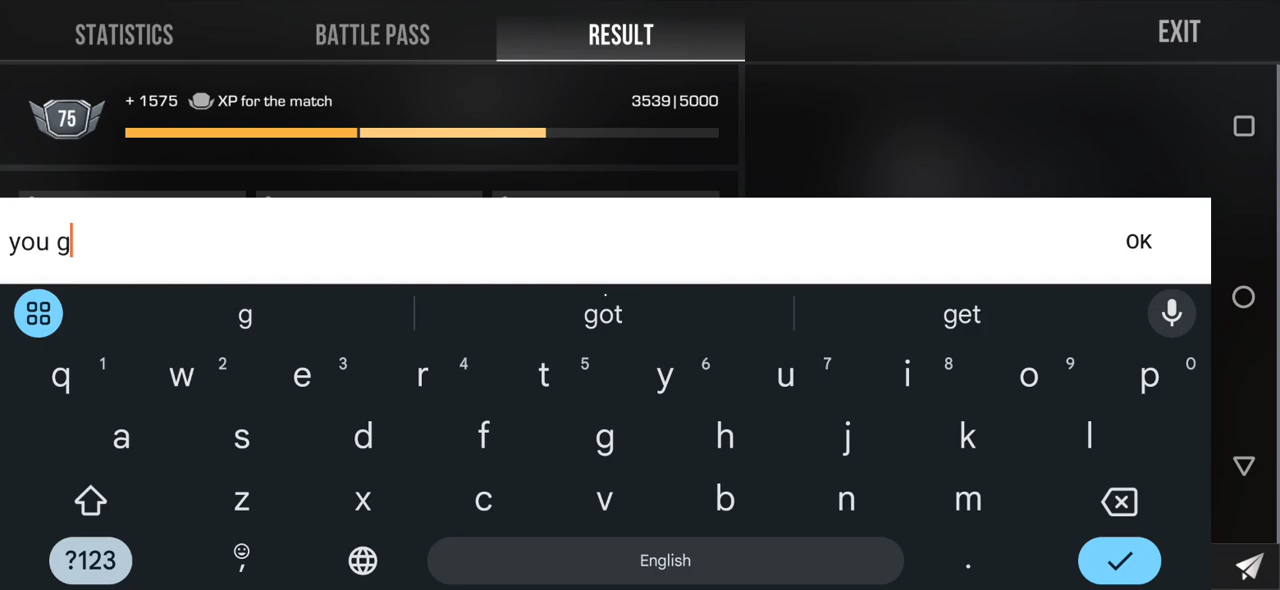 STATISTICS BATTLE PASS RESULT EXIT
75 + 1575 XP for the match 3539|5000
you g OK
g got get
q 1 w 2 e 3 r 4 t 5 y 6 u 7 i 8 o 9 p 0
a s d f g h j k l
z x c v b n m
?123 , English .